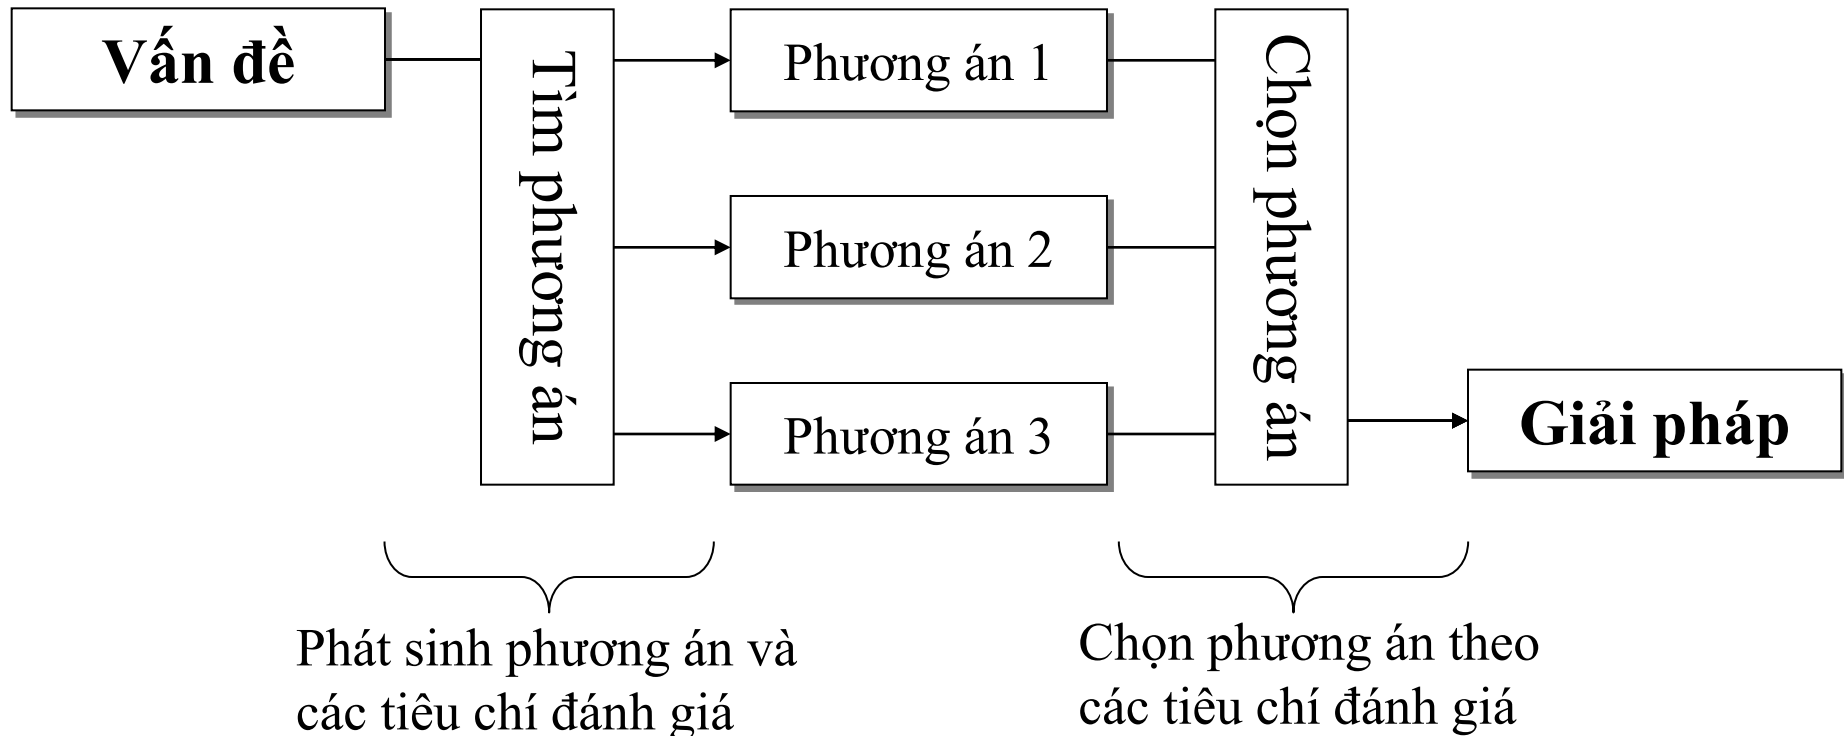 Vấn đề
Tìm phương án
Phương án 1
Phương án 2
Phương án 3
Chọn phương án
Giải pháp
Phát sinh phương án và
các tiêu chí đánh giá
Chọn phương án theo
các tiêu chí đánh giá